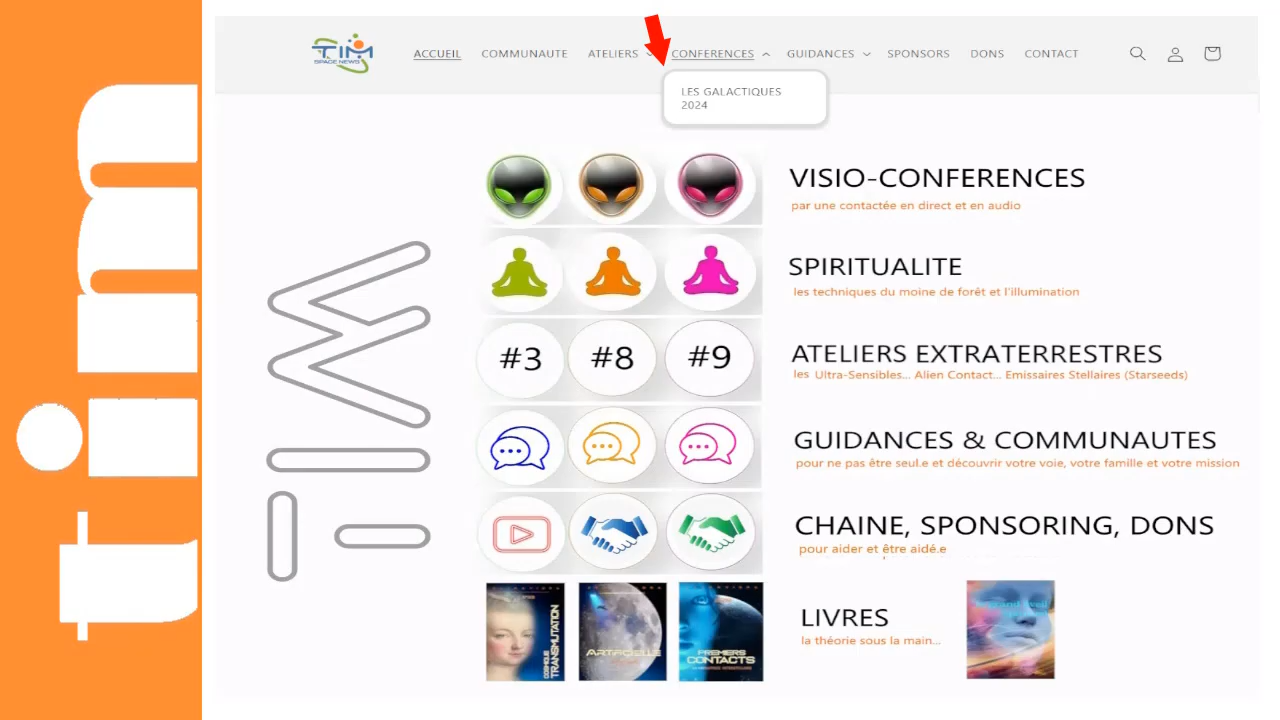 tim
TIM
TIM
SPACE NEWS
ACCUEIL COMMUNAUTE ATELIERS CONFERENCES GUIDANCES SPONSORS DONS CONTACT
LES GALACTIQUES
2024
VISIO-CONFERENCES
par une contactée en direct et en audio
SPIRITUALITE
les techniques du moine de forêt et l'illumination
#3 #8 #9
ATELIERS EXTRATERRESTRES
les Ultra-Sensibles... Alien Contact... Emissaires Stellaires (Starseeds)
GUIDANCES & COMMUNAUTES
pour ne pas être seul.e et découvrir votre voie, votre famille et votre mission
CHAINE, SPONSORING, DONS
pour aider et être aidé.e
COSMIQUE
TRANSMUTATION
ARTIFICIELLE
PREMIERS
CONTACTS
LIVRES
la théorie sous la main...